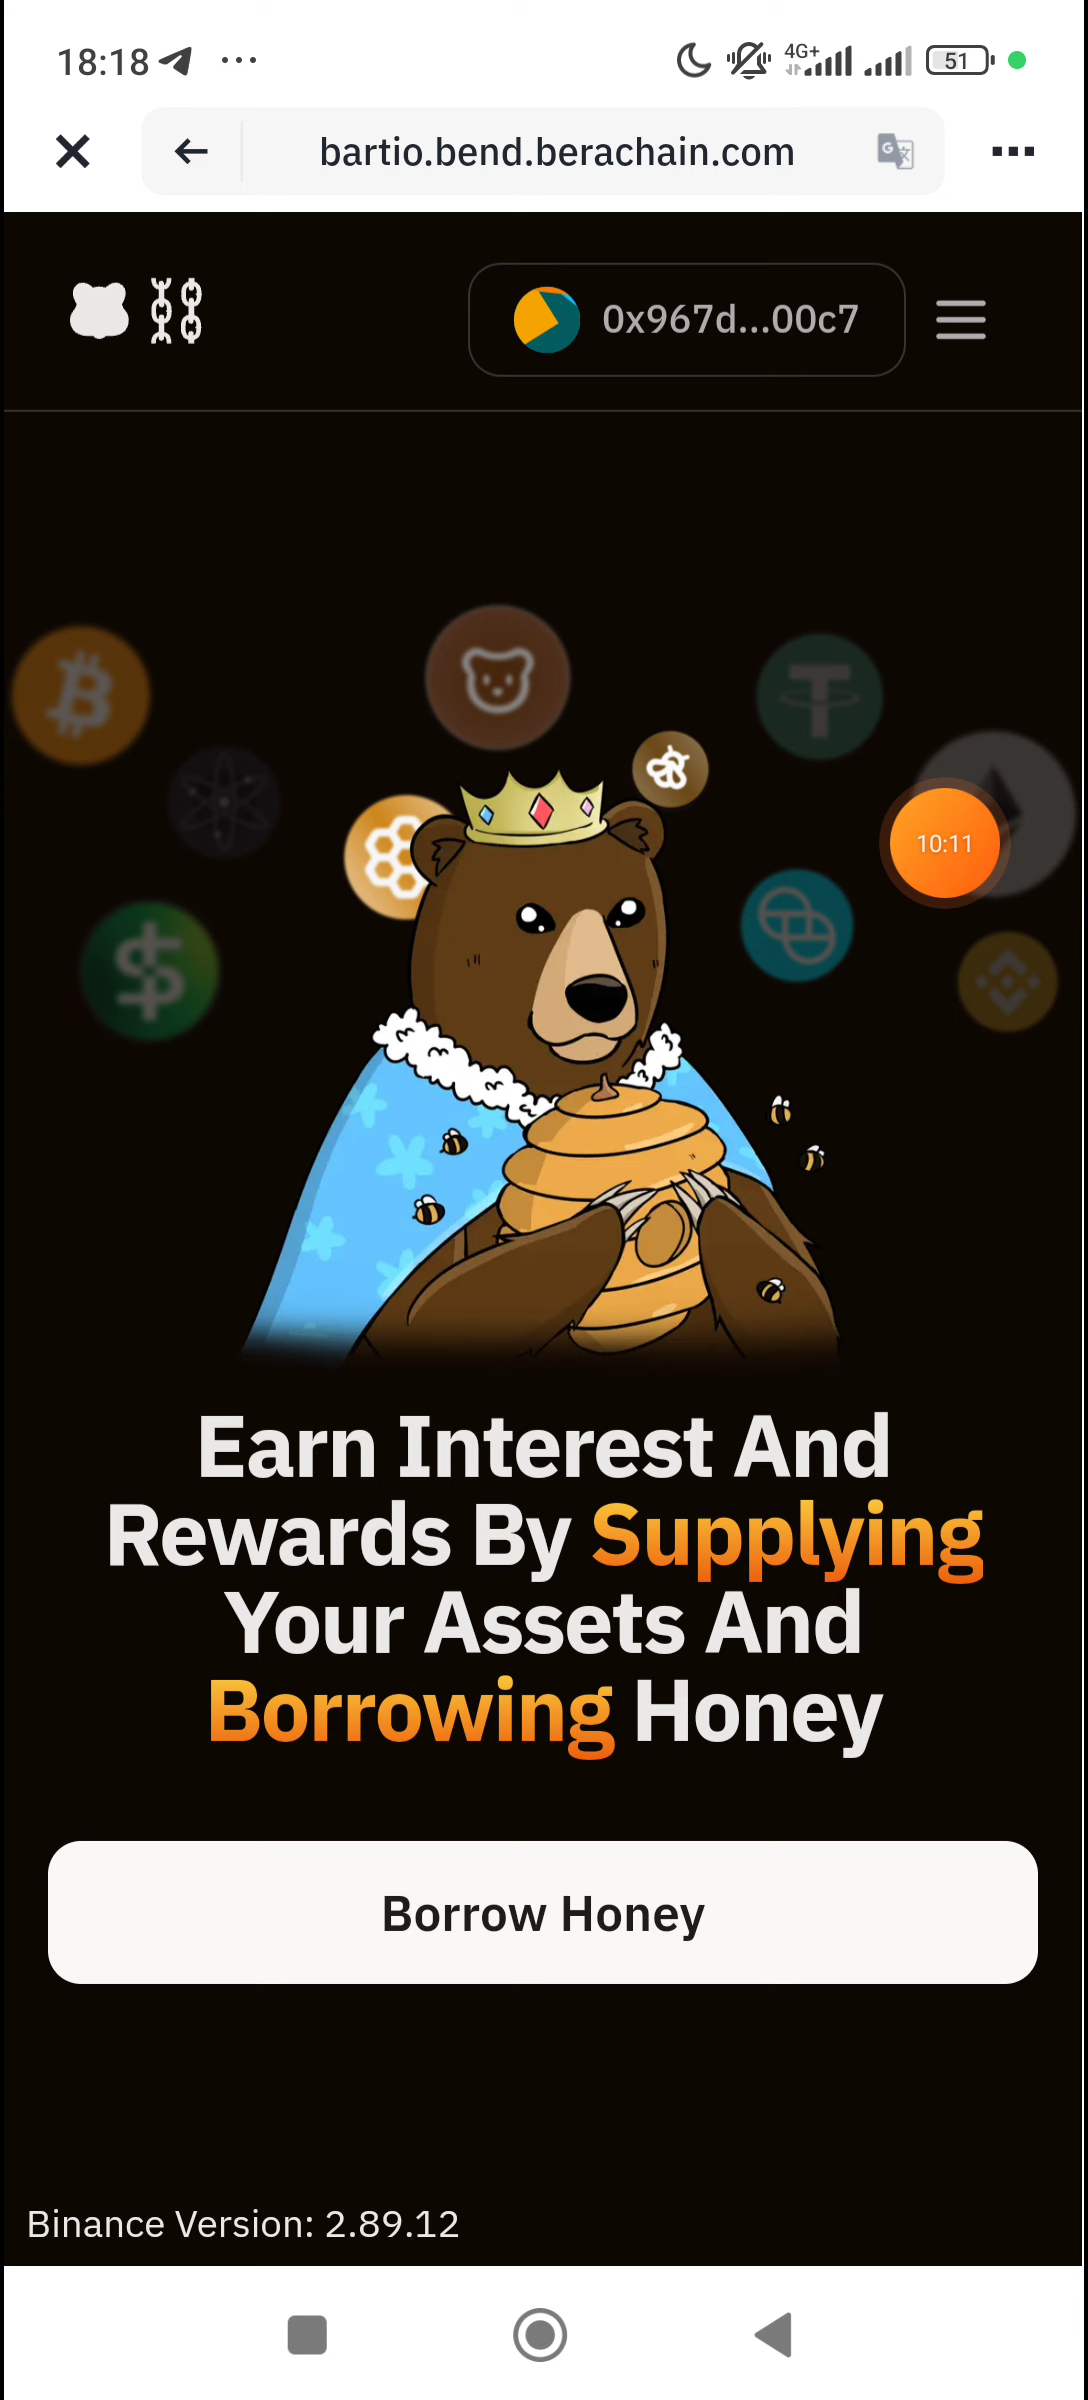 18:18
4G+
51
bartio.bend.berachain.com
0x967d...00c7
10:11
Earn Interest And
Rewards By Supplying
Your Assets And
Borrowing Honey
Borrow Honey
Binance Version: 2.89.12